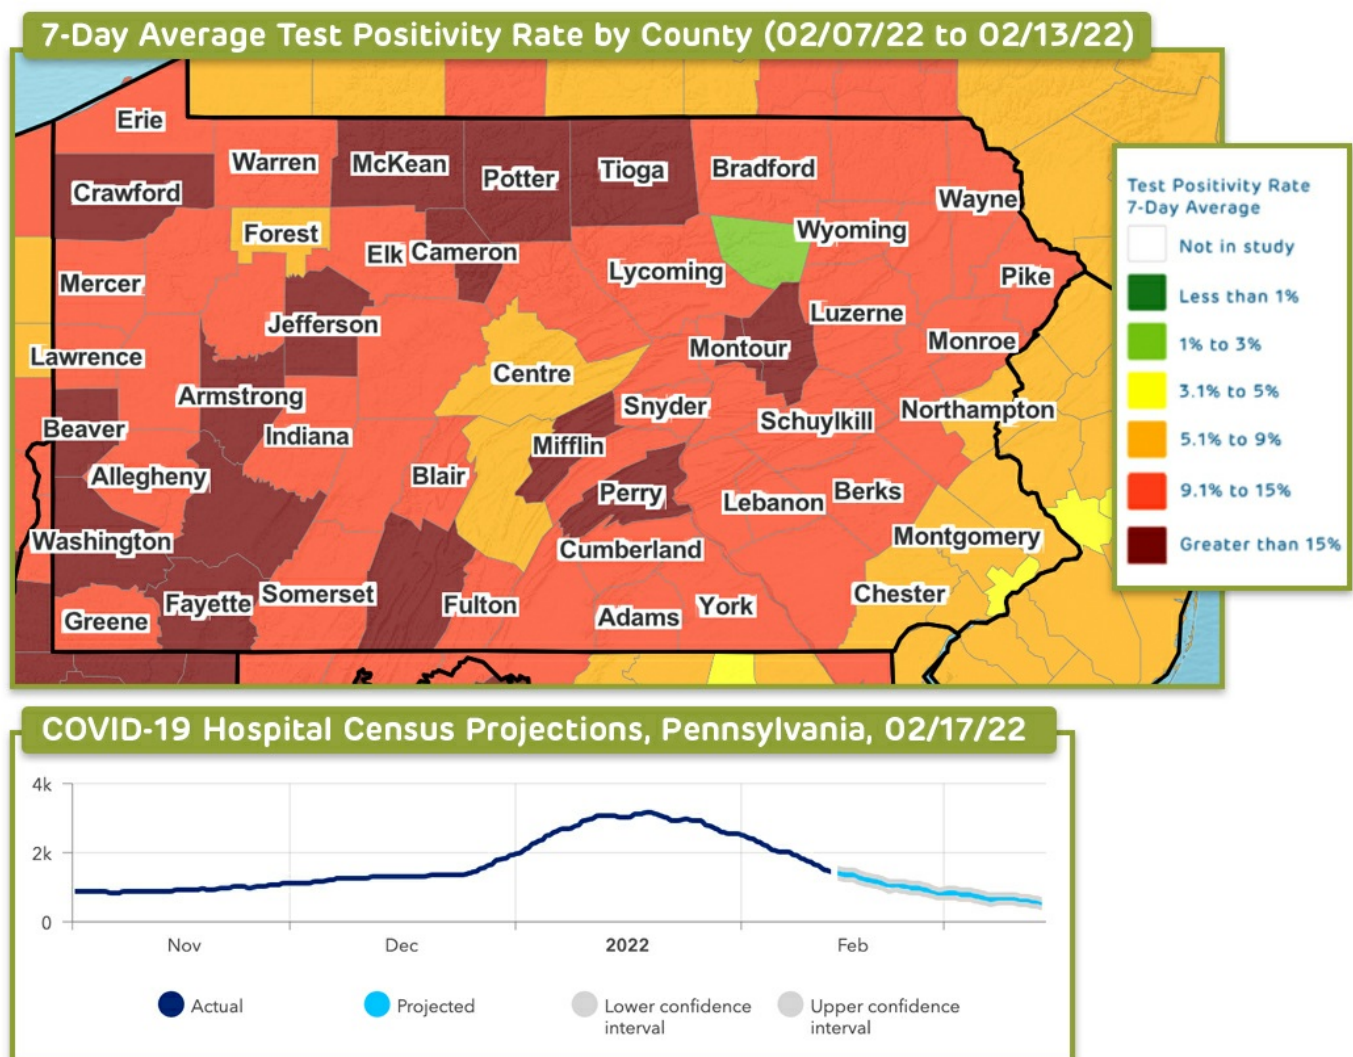 7-Day Average Test Positivity Rate by County (02/07/22 to 02/13/22)
Erie
Warren
McKean
Potter
Tioga
Bradford
Crawford
Wayne
Forest
Elk
Cameron
Wyoming
Mercer
Lycoming
Pike
Jefferson
Luzerne
Lawrence
Montour
Monroe
Centre
Armstrong
Snyder
Northampton
Beaver
Indiana
Schuylkill
Mifflin
Allegheny
Blair
Perry
Lebanon
Berks
Washington
Cumberland
Montgomery
Greene
Fayette
Somerset
Fulton
Adams
York
Chester
Test Positivity Rate
7-Day Average
Not in study
Less than 1%
1% to 3%
3.1% to 5%
5.1% to 9%
9.1% to 15%
Greater than 15%
COVID-19 Hospital Census Projections, Pennsylvania, 02/17/22
4k
2k
0
Nov
Dec
2022
Feb
Actual
Projected
Lower confidence
interval
Upper confidence
interval